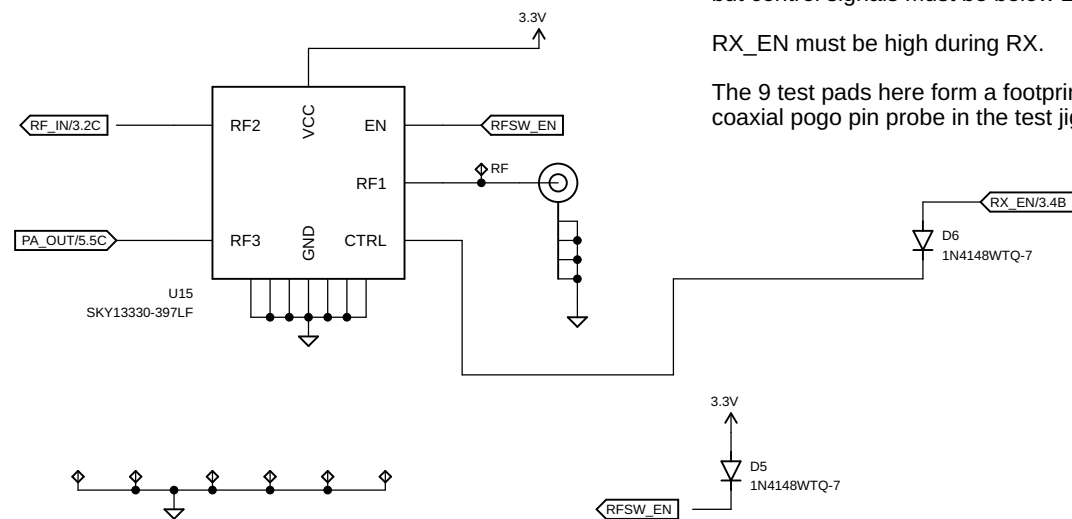 but control signals must be below
RX_EN must be high during RX.
The 9 test pads here form a
coaxial pogo pin probe in the test
3.3V
RF_IN/3.2C
RF2
VCC
EN
RFSW_EN
RF1
RF
PA_OUT/5.5C
RF3
GND
CTRL
U15
SKY13330-397LF
RX_EN/3.4B
D6
1N4148WTQ-7
3.3V
D5
1N4148WTQ-7
RFSW_EN